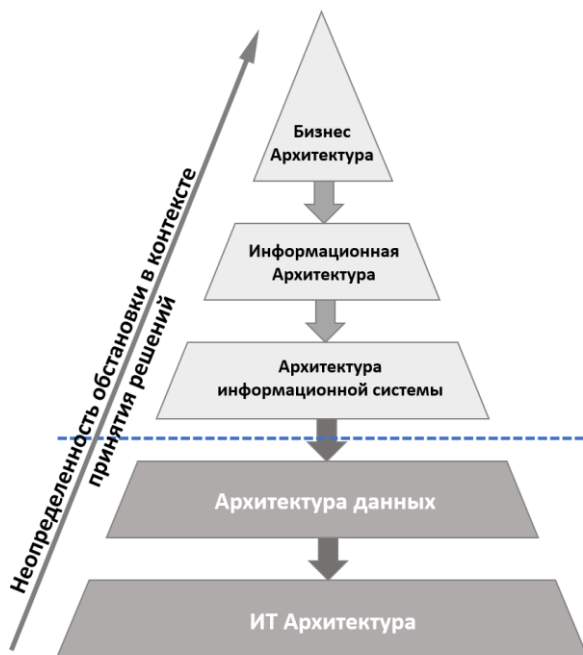 Неопределенность обстановки в контексте
принятия решений
Бизнес
Архитектура
Информационная
Архитектура
Архитектура
информационной системы
Архитектура данных
ИТ Архитектура